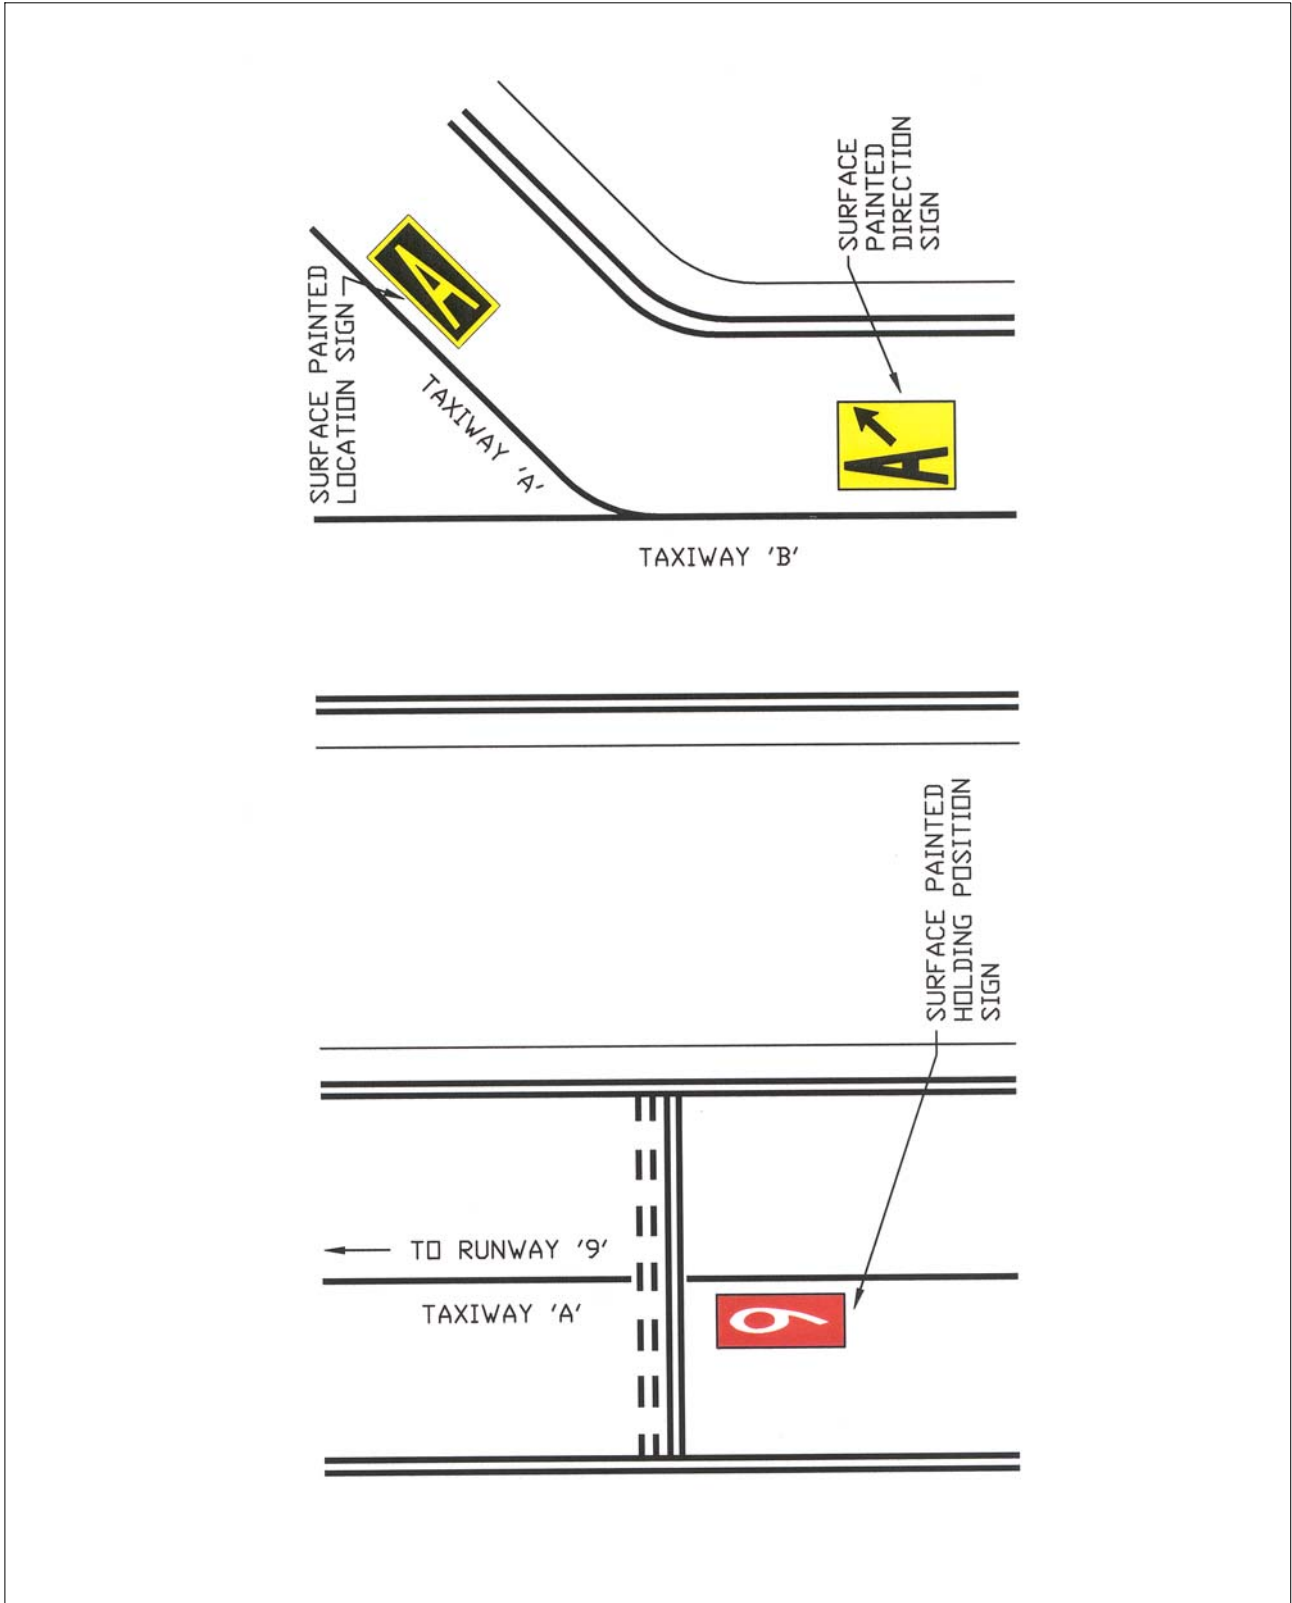 SURFACE
PAINTED
DIRECTION
SIGN
SURFACE PAINTED
LOCATION SIGN
A
TAXIWAY 'A'
A
TAXIWAY 'B'
SURFACE PAINTED
HOLDING POSITION
SIGN
TO RUNWAY '9'
TAXIWAY 'A'
9